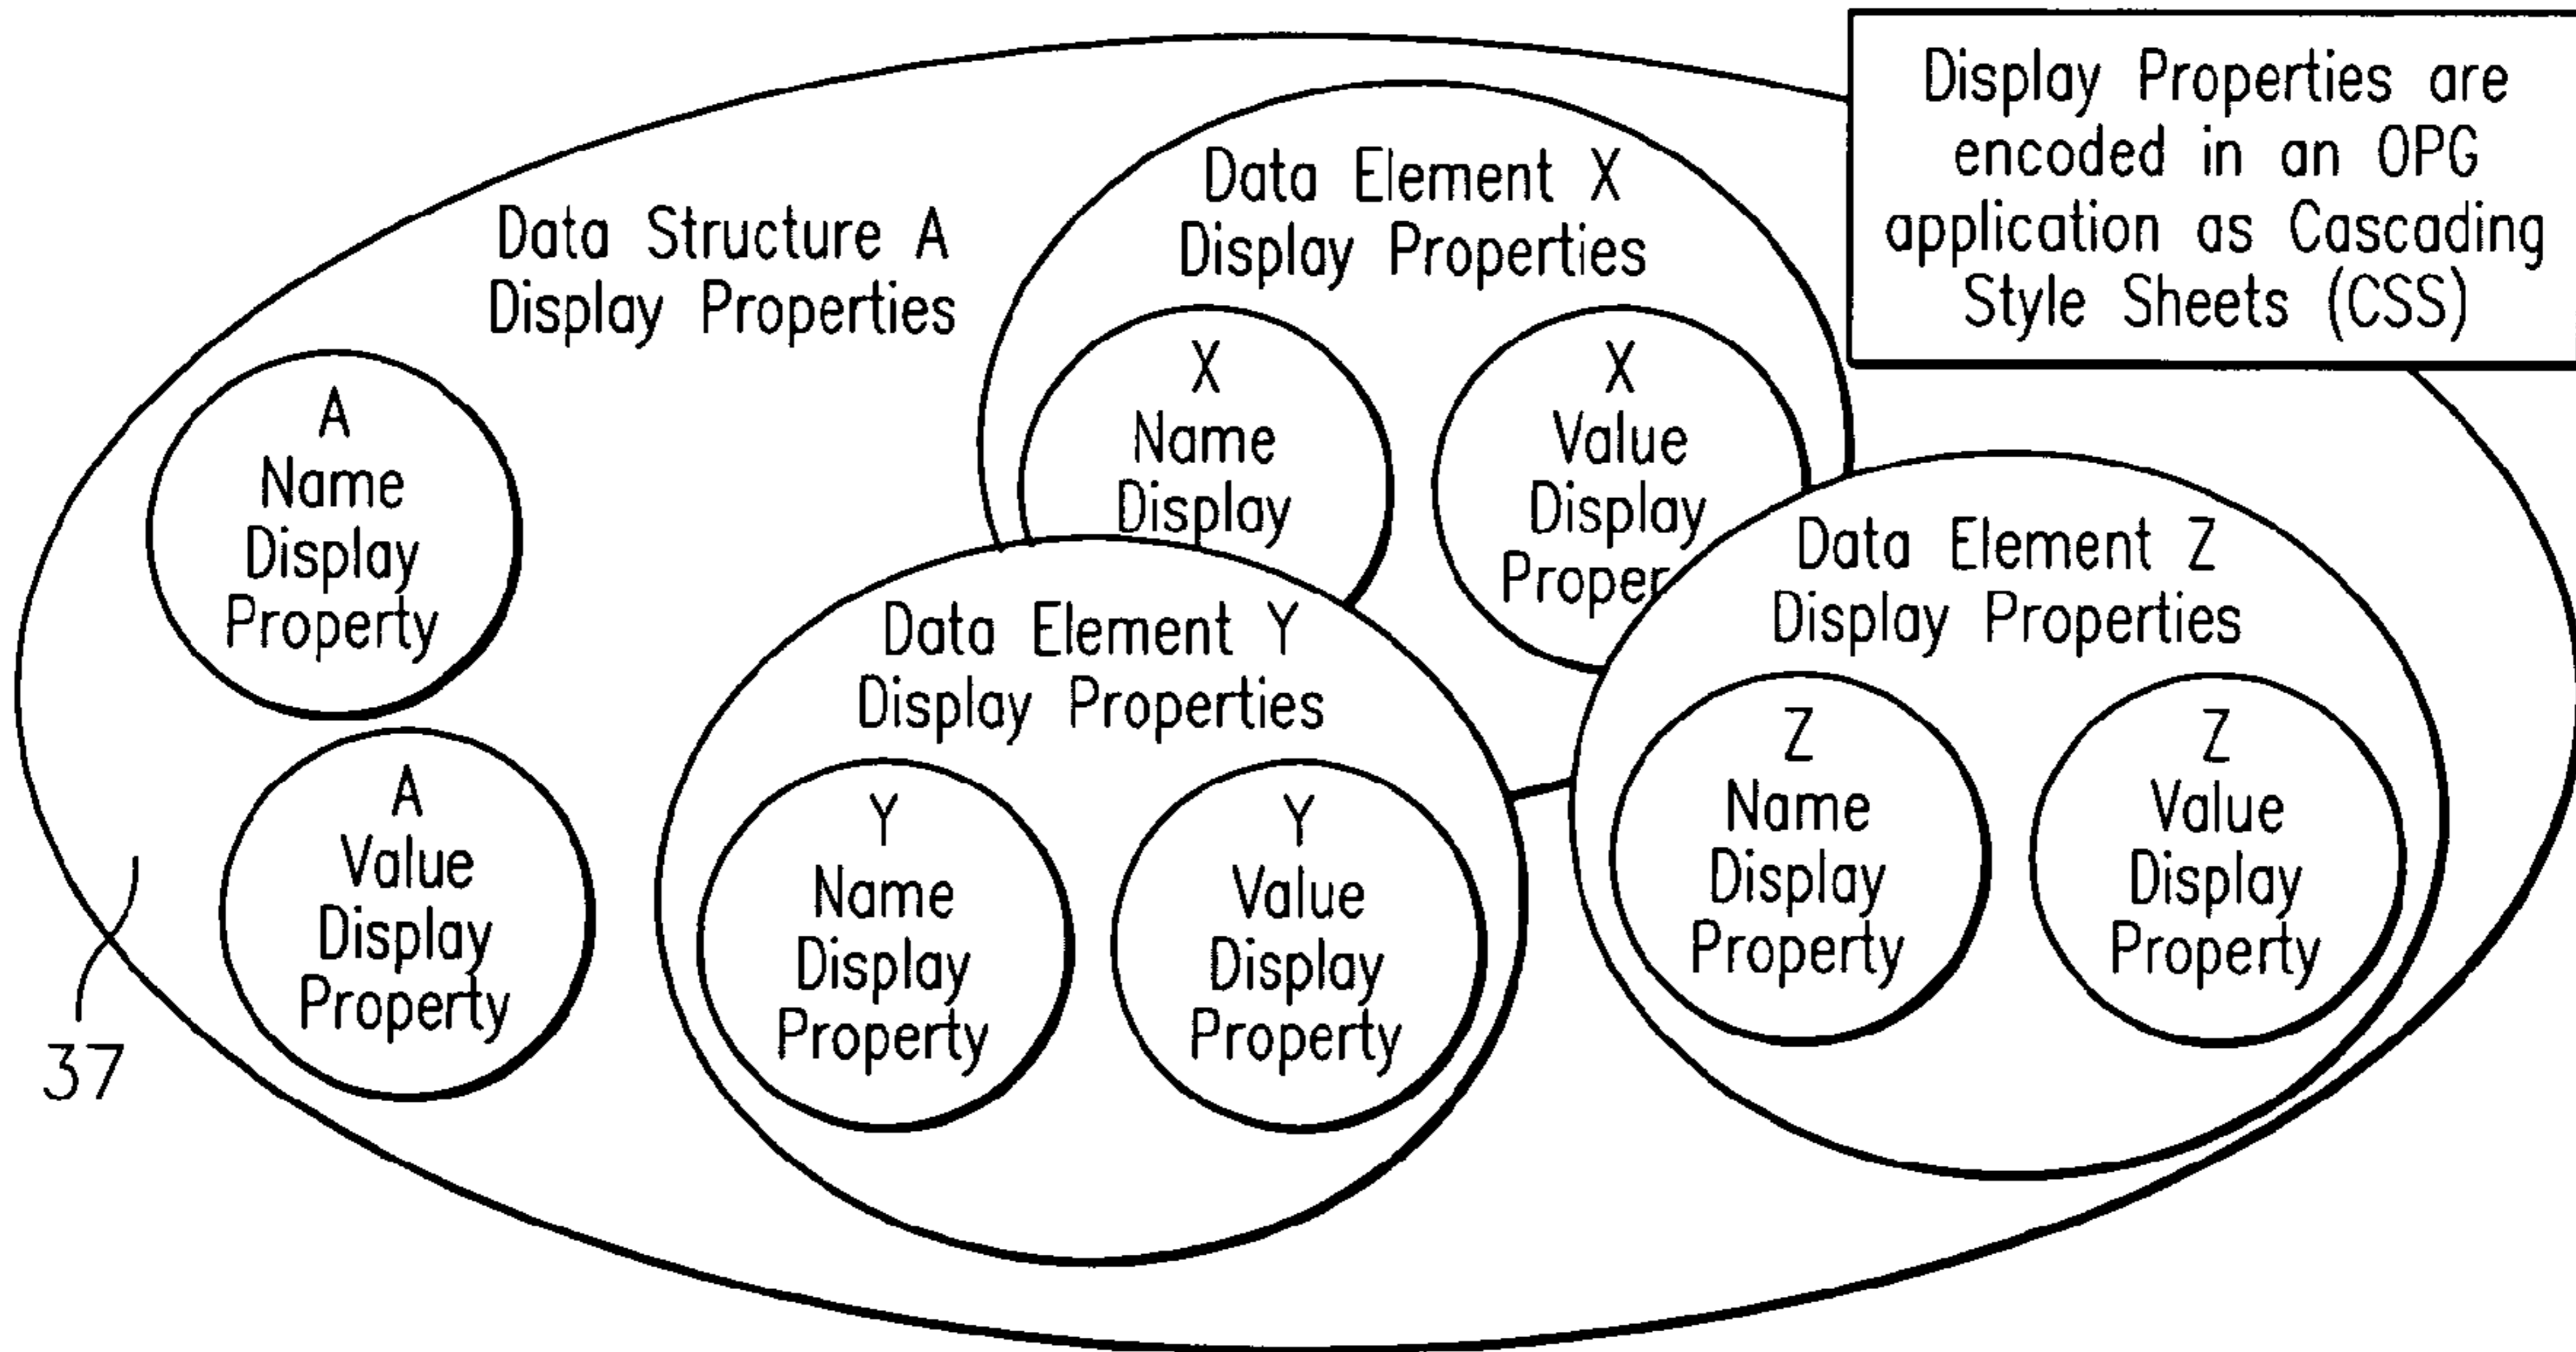 Display Properties are
encoded in an OPG
application as Cascading
Style Sheets (CSS)
Data Structure A
Display Properties
Data Element X
Display Properties
A
Name
Display
Property
X
Name
Display
X
Value
Display
Proper
A
Value
Display
Property
Data Element Y
Display Properties
Y
Name
Display
Property
Y
Value
Display
Property
Data Element Z
Display Properties
Z
Name
Display
Property
Z
Value
Display
Property
37